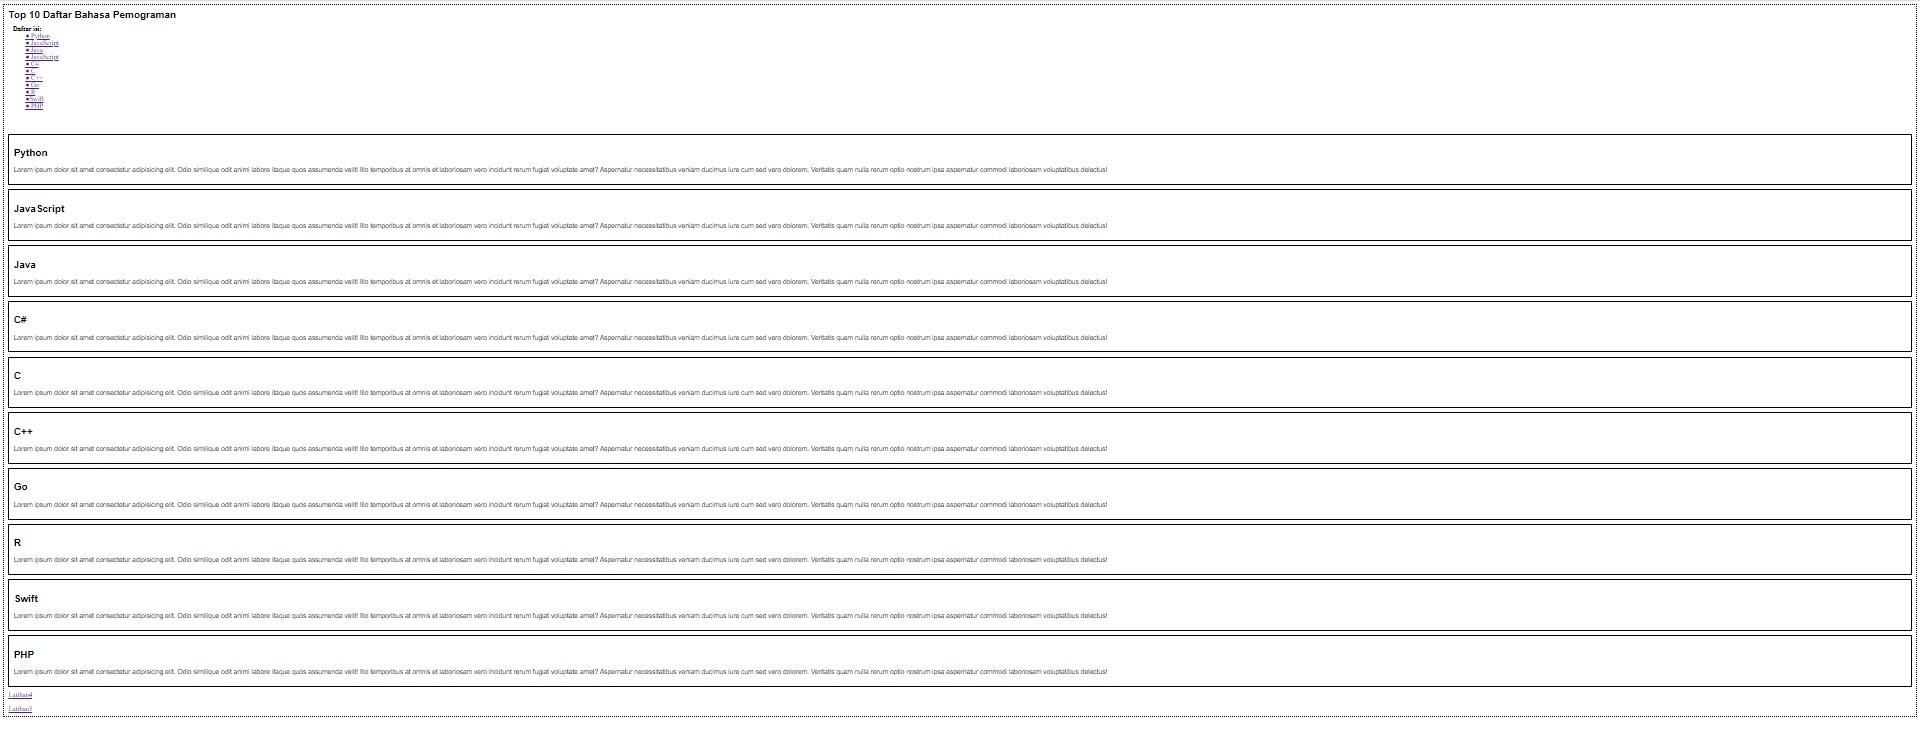 Top 10 Daftar Bahasa Pemograman
Daftar isi:
• Python
• JavaScript
• Java
• JavaScript
• C#
• C
• C++
• Go
• R
•Swift
• PHP
Python
Lorem ipsum dolor sit amet consectetur adipisicing elit. Odio similique odit animi labore itaque quos assumenda velit! Illo temporibus at omnis et laboriosam vero incidunt rerum fugiat voluptate amet? Aspernatur necessitatibus veniam ducimus iure cum sed vero dolorem. Veritatis quam nulla rerum optio nostrum ipsa aspernatur commodi laboriosam voluptatibus delectus!
JavaScript
Lorem ipsum dolor sit amet consectetur adipisicing elit. Odio similique odit animi labore itaque quos assumenda velit! Illo temporibus at omnis et laboriosam vero incidunt rerum fugiat voluptate amet? Aspernatur necessitatibus veniam ducimus iure cum sed vero dolorem. Veritatis quam nulla rerum optio nostrum ipsa aspernatur commodi laboriosam voluptatibus delectus!
Java
Lorem ipsum dolor sit amet consectetur adipisicing elit. Odio similique odit animi labore itaque quos assumenda velit! Illo temporibus at omnis et laboriosam vero incidunt rerum fugiat voluptate amet? Aspernatur necessitatibus veniam ducimus iure cum sed vero dolorem. Veritatis quam nulla rerum optio nostrum ipsa aspernatur commodi laboriosam voluptatibus delectus!
C#
Lorem ipsum dolor sit amet consectetur adipisicing elit. Odio similique odit animi labore itaque quos assumenda velit! Illo temporibus at omnis et laboriosam vero incidunt rerum fugiat voluptate amet? Aspernatur necessitatibus veniam ducimus iure cum sed vero dolorem. Veritatis quam nulla rerum optio nostrum ipsa aspernatur commodi laboriosam voluptatibus delectus!
C
Lorem ipsum dolor sit amet consectetur adipisicing elit. Odio similique odit animi labore itaque quos assumenda velit! Illo temporibus at omnis et laboriosam vero incidunt rerum fugiat voluptate amet? Aspernatur necessitatibus veniam ducimus iure cum sed vero dolorem. Veritatis quam nulla rerum optio nostrum ipsa aspernatur commodi laboriosam voluptatibus delectus!
C++
Lorem ipsum dolor sit amet consectetur adipisicing elit. Odio similique odit animi labore itaque quos assumenda velit! Illo temporibus at omnis et laboriosam vero incidunt rerum fugiat voluptate amet? Aspernatur necessitatibus veniam ducimus iure cum sed vero dolorem. Veritatis quam nulla rerum optio nostrum ipsa aspernatur commodi laboriosam voluptatibus delectus!
Go
Lorem ipsum dolor sit amet consectetur adipisicing elit. Odio similique odit animi labore itaque quos assumenda velit! Illo temporibus at omnis et laboriosam vero incidunt rerum fugiat voluptate amet? Aspernatur necessitatibus veniam ducimus iure cum sed vero dolorem. Veritatis quam nulla rerum optio nostrum ipsa aspernatur commodi laboriosam voluptatibus delectus!
R
Lorem ipsum dolor sit amet consectetur adipisicing elit. Odio similique odit animi labore itaque quos assumenda velit! Illo temporibus at omnis et laboriosam vero incidunt rerum fugiat voluptate amet? Aspernatur necessitatibus veniam ducimus iure cum sed vero dolorem. Veritatis quam nulla rerum optio nostrum ipsa aspernatur commodi laboriosam voluptatibus delectus!
Swift
Lorem ipsum dolor sit amet consectetur adipisicing elit. Odio similique odit animi labore itaque quos assumenda velit! Illo temporibus at omnis et laboriosam vero incidunt rerum fugiat voluptate amet? Aspernatur necessitatibus veniam ducimus iure cum sed vero dolorem. Veritatis quam nulla rerum optio nostrum ipsa aspernatur commodi laboriosam voluptatibus delectus!
PHP
Lorem ipsum dolor sit amet consectetur adipisicing elit. Odio similique odit animi labore itaque quos assumenda velit! Illo temporibus at omnis et laboriosam vero incidunt rerum fugiat voluptate amet? Aspernatur necessitatibus veniam ducimus iure cum sed vero dolorem. Veritatis quam nulla rerum optio nostrum ipsa aspernatur commodi laboriosam voluptatibus delectus!
Latihan4
Latihan5